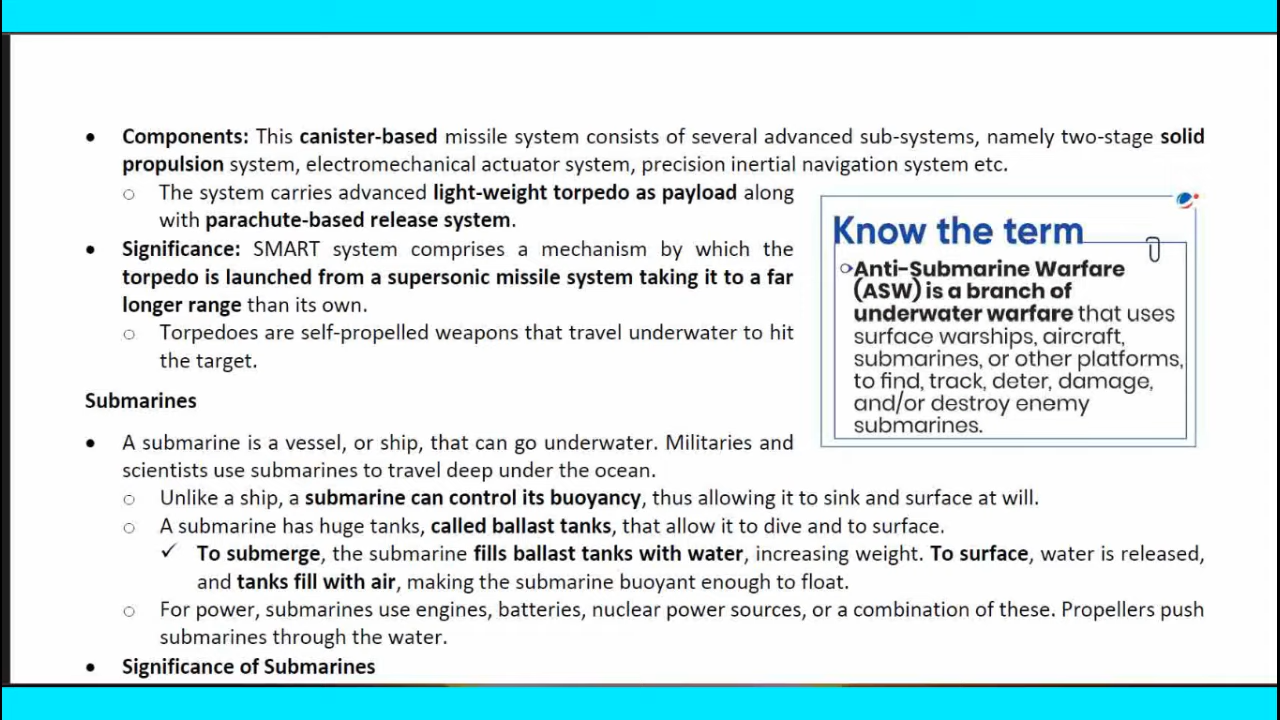 • Components: This canister-based missile system consists of several advanced sub-systems, namely two-stage solid
propulsion system, electromechanical actuator system, precision inertial navigation system etc.
○ The system carries advanced light-weight torpedo as payload along
with parachute-based release system.
• Significance: SMART system comprises a mechanism by which the
torpedo is launched from a supersonic missile system taking it to a far
longer range than its own.
○ Torpedoes are self-propelled weapons that travel underwater to hit
the target.
Know the term
Anti-Submarine Warfare
(ASW) is a branch of
underwater warfare that uses
surface warships, aircraft,
submarines, or other platforms,
to find, track, deter, damage,
and/or destroy enemy
submarines.
Submarines
• A submarine is a vessel, or ship, that can go underwater. Militaries and
scientists use submarines to travel deep under the ocean.
○ Unlike a ship, a submarine can control its buoyancy, thus allowing it to sink and surface at will.
○ A submarine has huge tanks, called ballast tanks, that allow it to dive and to surface.
✓ To submerge, the submarine fills ballast tanks with water, increasing weight. To surface, water is released,
and tanks fill with air, making the submarine buoyant enough to float.
○ For power, submarines use engines, batteries, nuclear power sources, or a combination of these. Propellers push
submarines through the water.
• Significance of Submarines